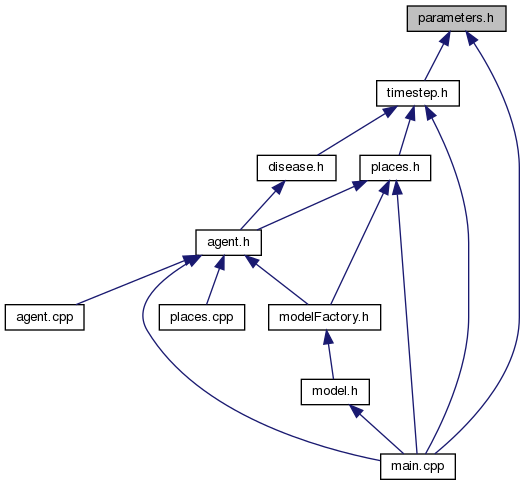 parameters.h
timestep.h
disease.h
places.h
agent.h
agent.cpp
places.cpp
modelFactory.h
model.h
main.cpp